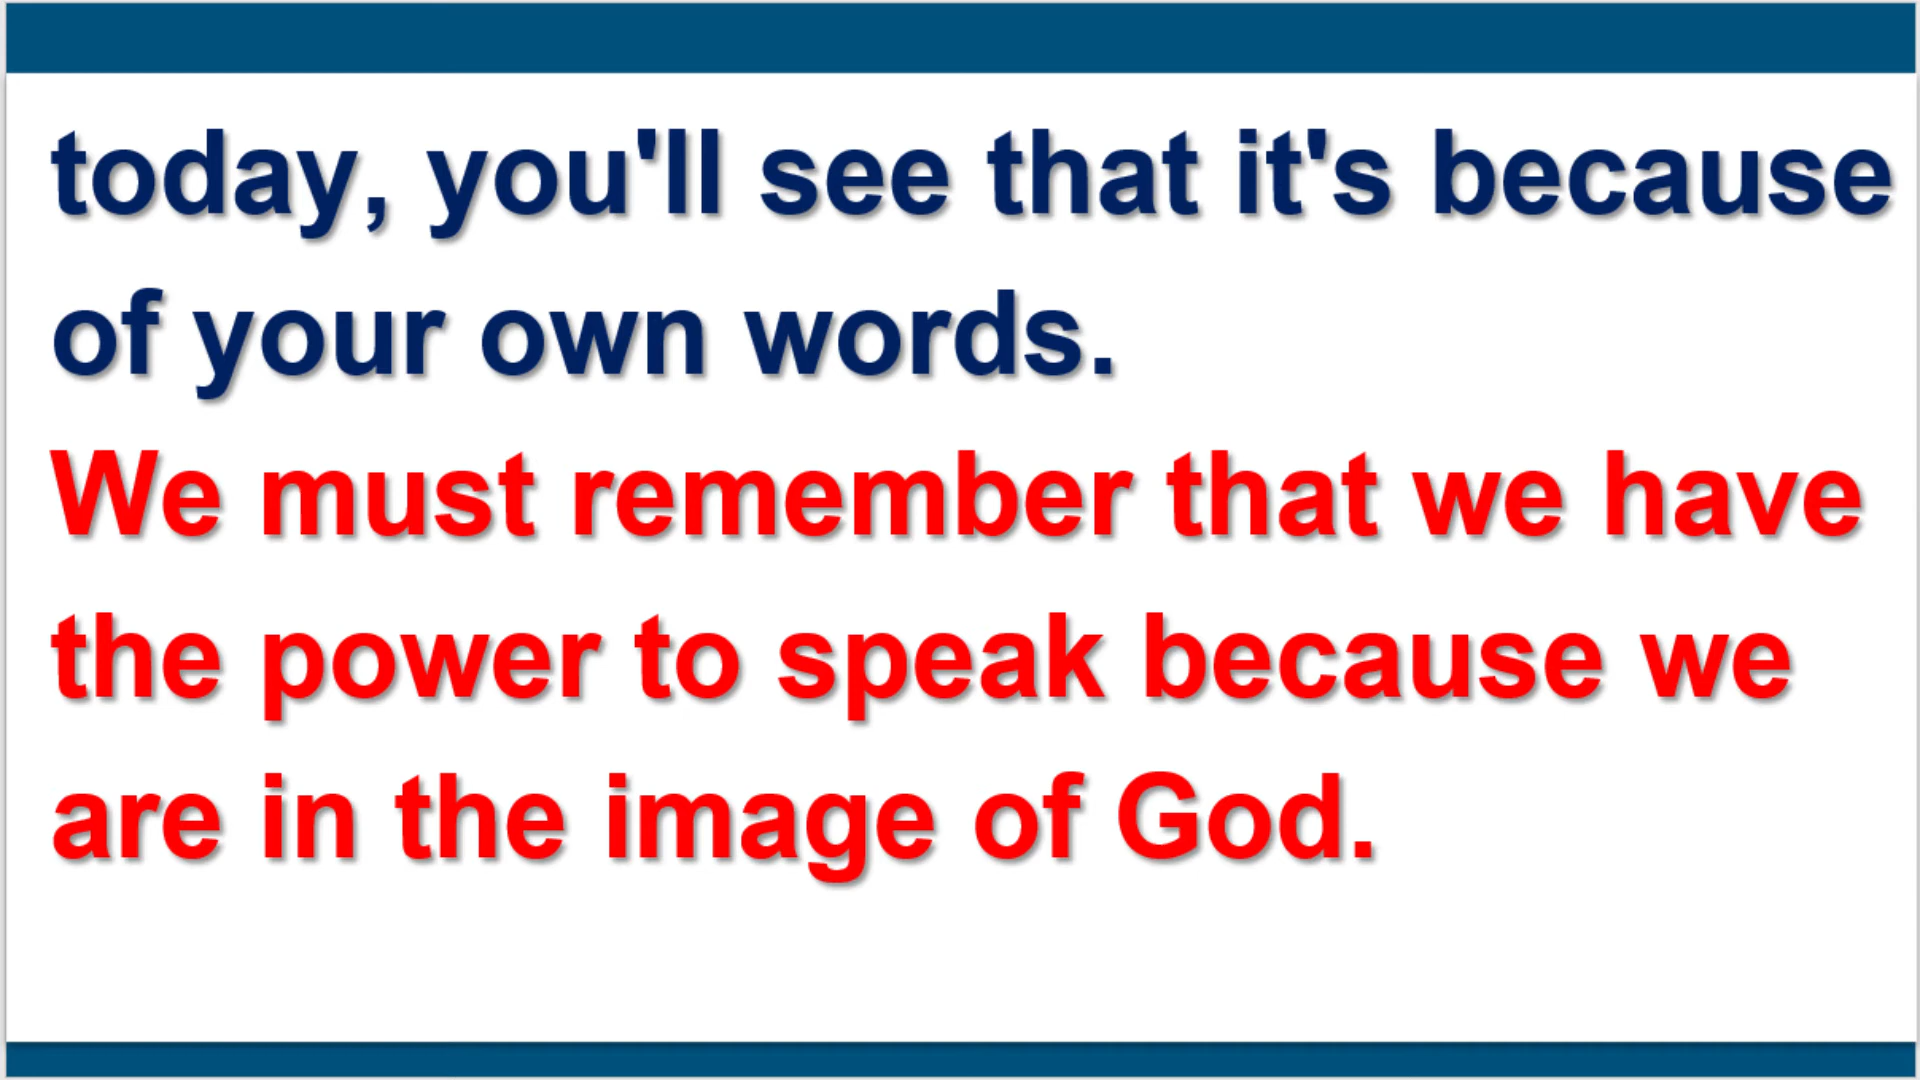 today, you'll see that it's because
of your own words.
We must remember that we have
the power to speak because we
are in the image of God.